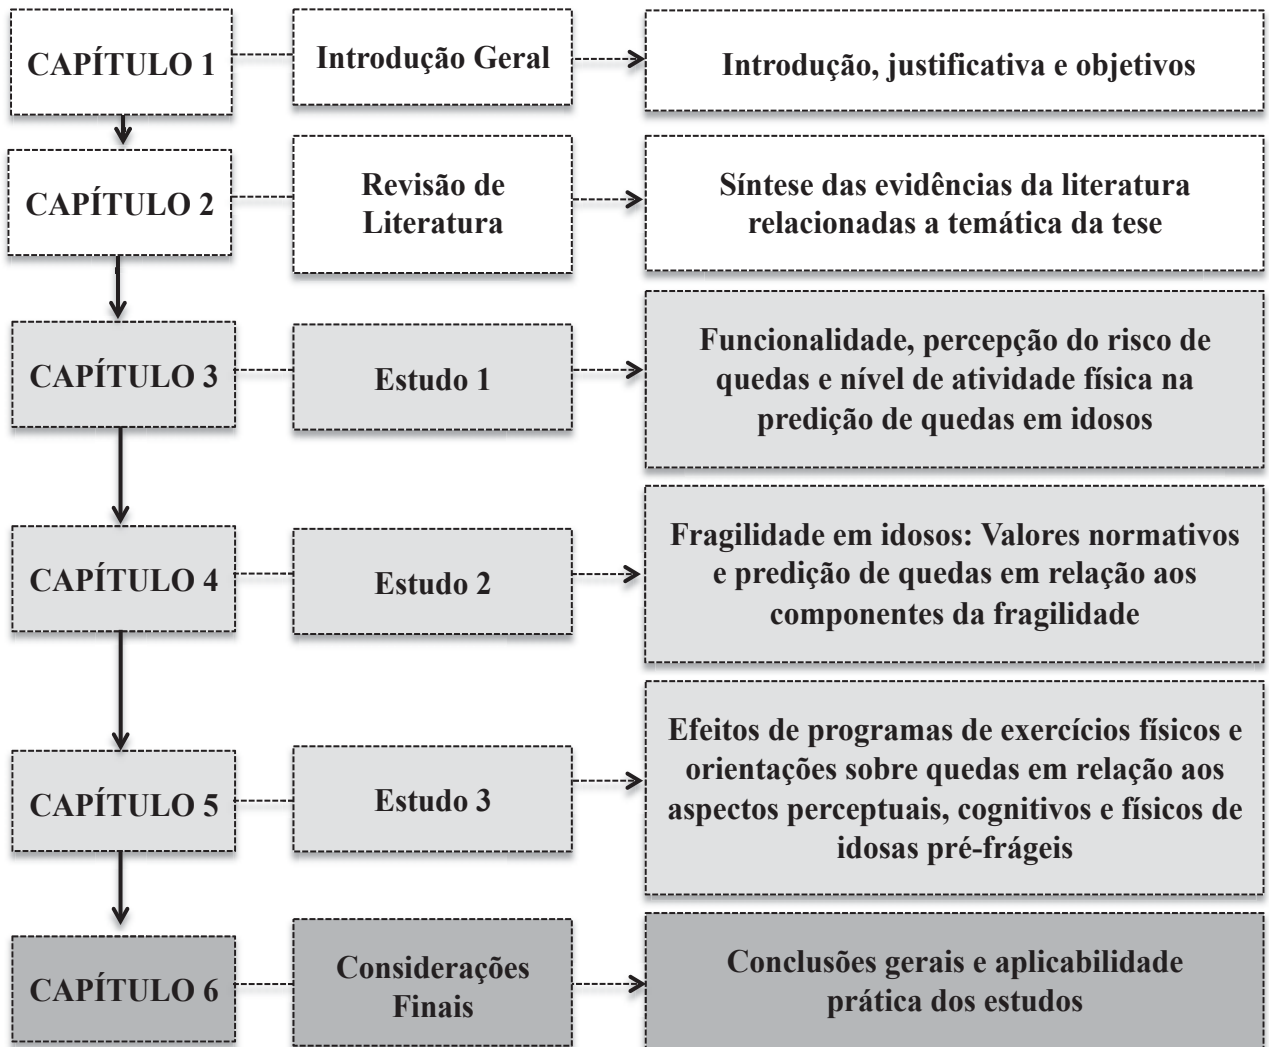 CAPÍTULO 1
Introdução Geral
Introdução, justificativa e objetivos
CAPÍTULO 2
Revisão de
Literatura
Síntese das evidências da literatura
relacionadas a temática da tese
CAPÍTULO 3
Estudo 1
Funcionalidade, percepção do risco de
quedas e nível de atividade física na
predição de quedas em idosos
CAPÍTULO 4
Estudo 2
Fragilidade em idosos: Valores normativos
e predição de quedas em relação aos
componentes da fragilidade
CAPÍTULO 5
Estudo 3
Efeitos de programas de exercícios físicos e
orientações sobre quedas em relação aos
aspectos perceptuais, cognitivos e físicos de
idosas pré-frágeis
CAPÍTULO 6
Considerações
Finais
Conclusões gerais e aplicabilidade
prática dos estudos